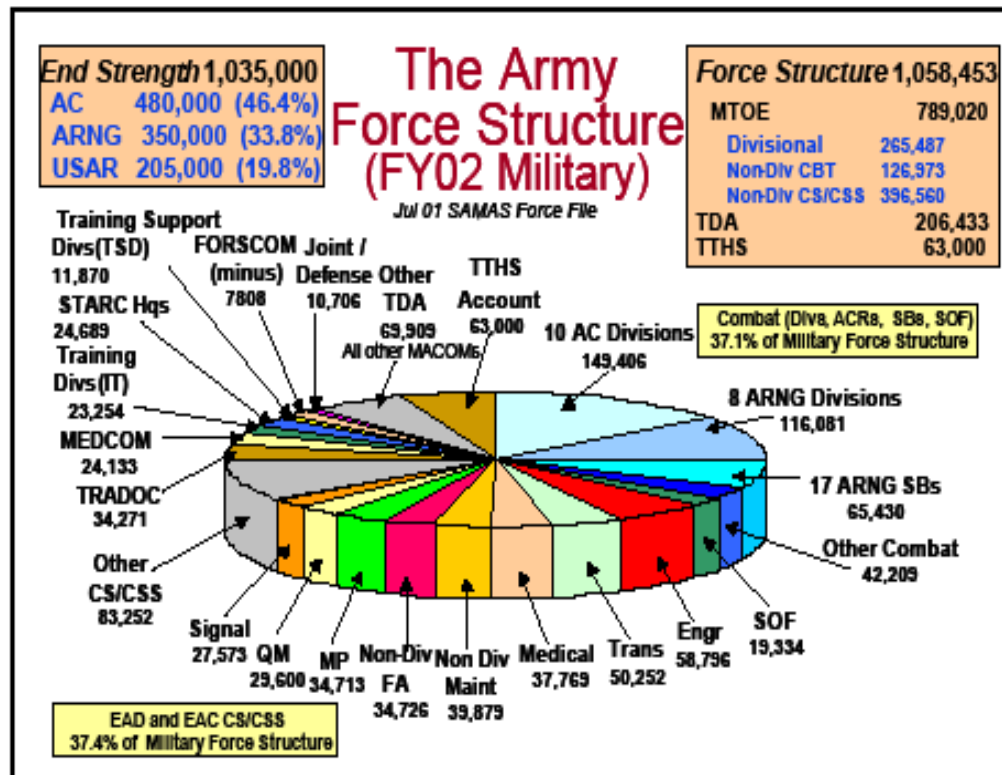 The Army
Force Structure
(FY02 Military)
Jul 01 SAMAS Force File
End Strength 1,035,000
AC 480,000 (46.4%)
ARNG 350,000 (33.8%)
USAR 205,000 (19.8%)
Force Structure 1,058,453
MTOE 789,020
Divisional 265,487
Non-Div CBT 126,973
Non-Div CS/CSS 396,560
TDA 206,433
TTHS 63,000
Combat (Divs, ACRs, SBs, SOF)
37.1% of Military Force Structure
Training Support
Divs(TSD)
11,870
FORSCOM
(minus)
7808
Joint /
Defense
10,706
Other
TDA
69,909
All other MACOMs
TTHS
Account
63,000
10 AC Divisions
149,406
8 ARNG Divisions
116,081
17 ARNG SBs
65,430
Other Combat
42,209
SOF
19,334
Engr
58,796
Trans
50,252
Medical
37,769
Non Div
Maint
39,879
Non-Div
FA
34,726
MP
34,713
QM
29,600
Signal
27,573
Other
CS/CSS
83,252
TRADOC
34,271
MEDCOM
24,133
Training
Divs(IT)
23,254
STARC Hqs
24,689
EAD and EAC CS/CSS
37.4% of Military Force Structure